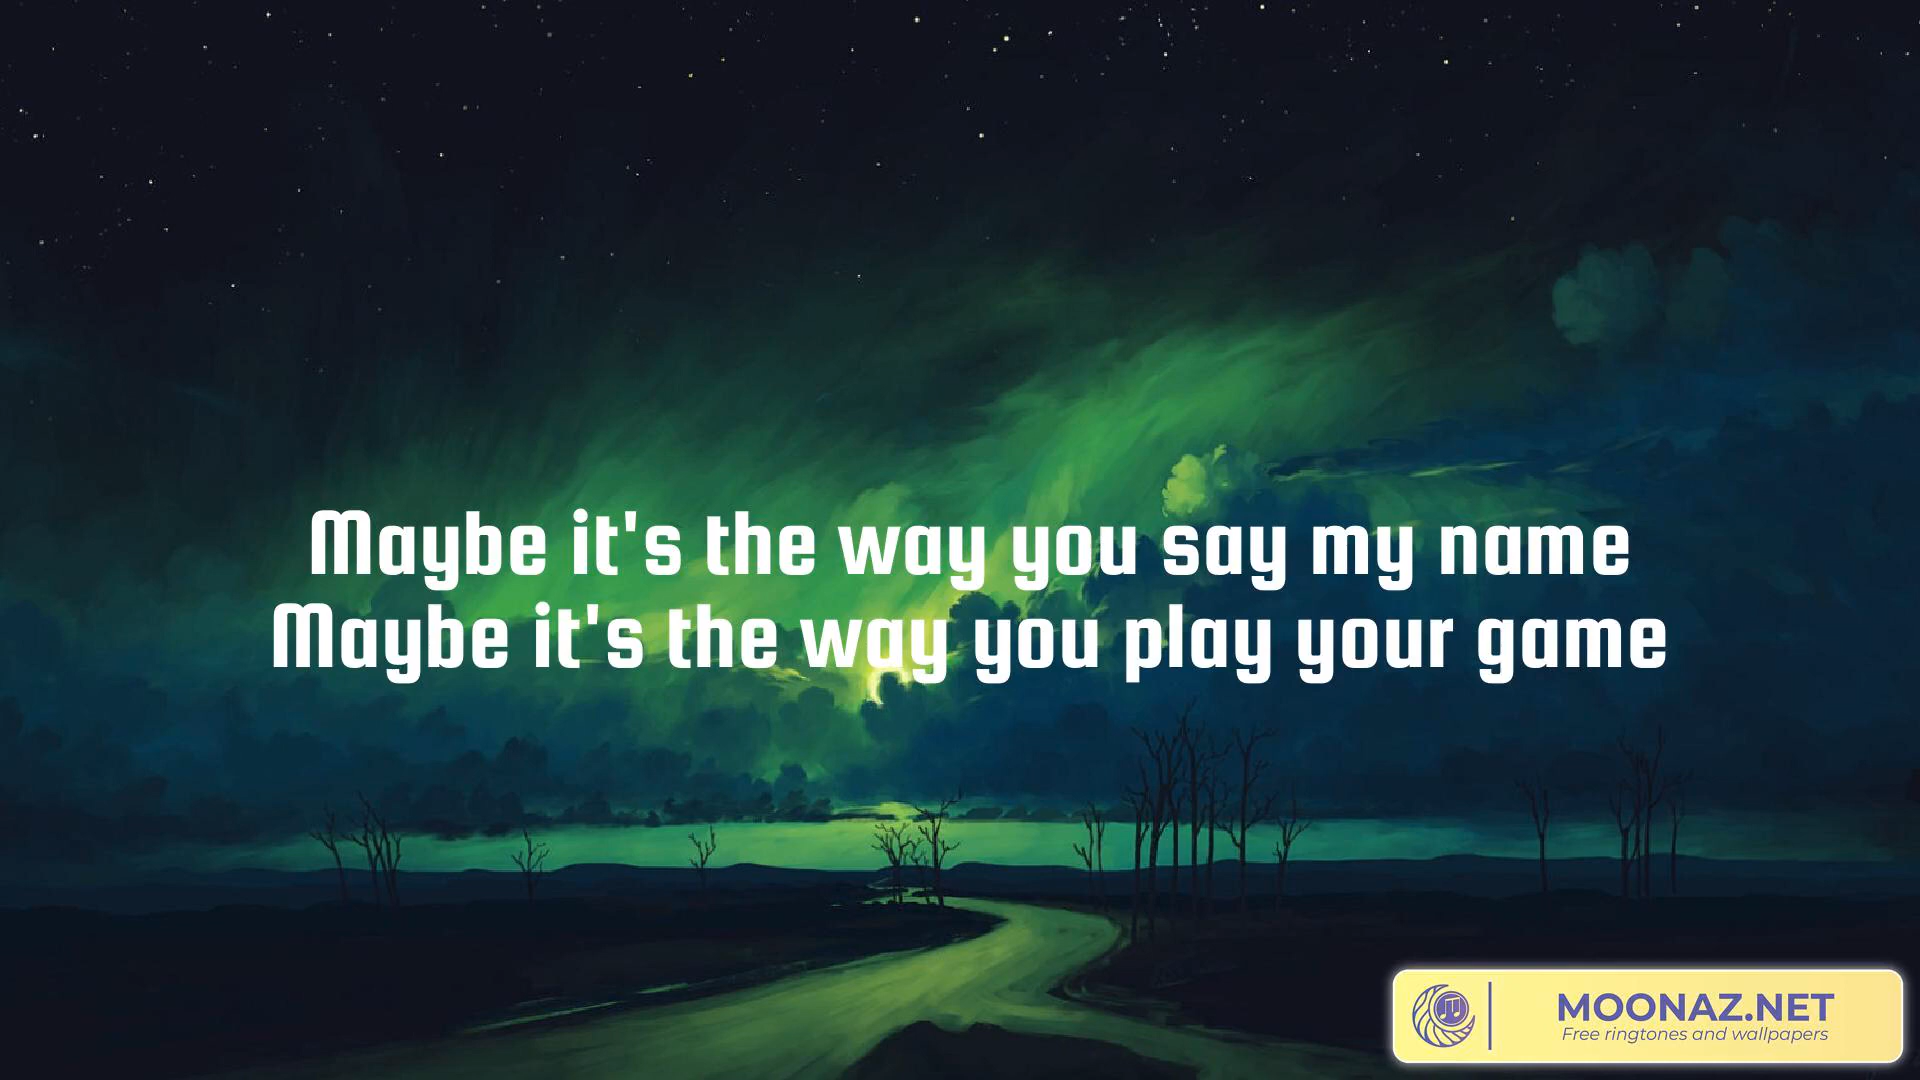 Maybe it's the way you say my name
Maybe it's the way you play your game
MOONAZ.NET
Free ringtones and wallpapers